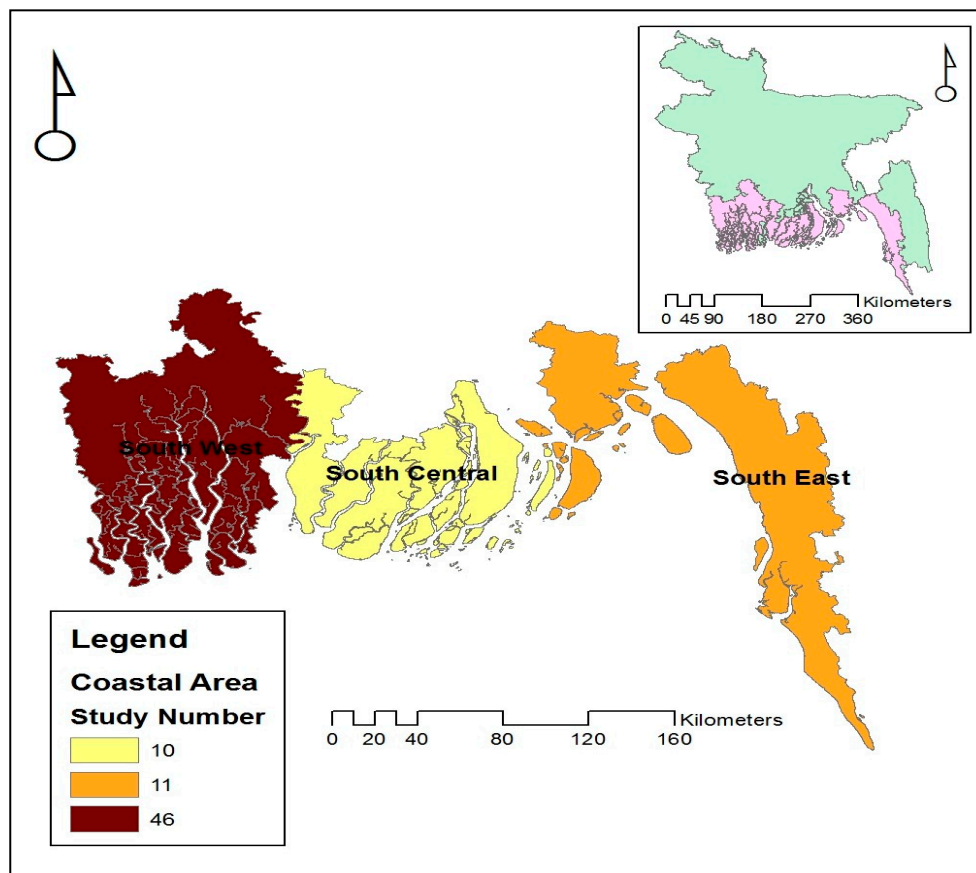 Kilometers
0 45 90 180 270 360
South West
South Central
South East
Legend
Coastal Area
Study Number
10
11
46
Kilometers
0 20 40 80 120 160